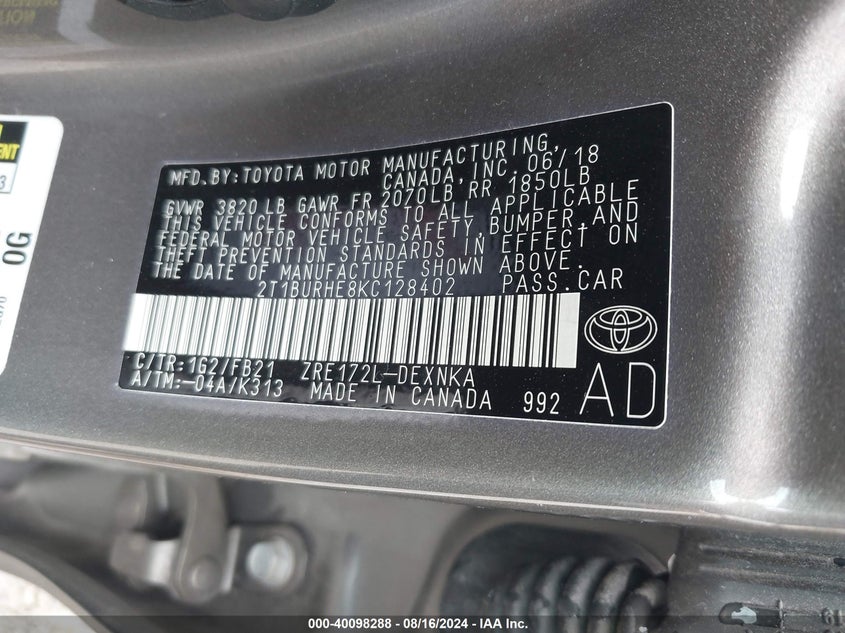 MFD. BY: TOYOTA MOTOR MANUFACTURING,
CANADA, INC. 06/18
GVWR 3820 LB GAWR FR 2070LB RR 1850LB
THIS VEHICLE CONFORMS TO ALL APPLICABLE
FEDERAL MOTOR VEHICLE SAFETY, BUMPER, AND
THEFT PREVENTION STANDARDS IN EFFECT ON
THE DATE OF MANUFACTURE SHOWN ABOVE.
2T1BURHE8KC128402 PASS.CAR
C/TR: 1G2/FB21 ZRE172L-DEXNKA
A/TM: -04A/K313 MADE IN CANADA 992 AD
OG
000-40098288 - 08/16/2024 - IAA Inc.